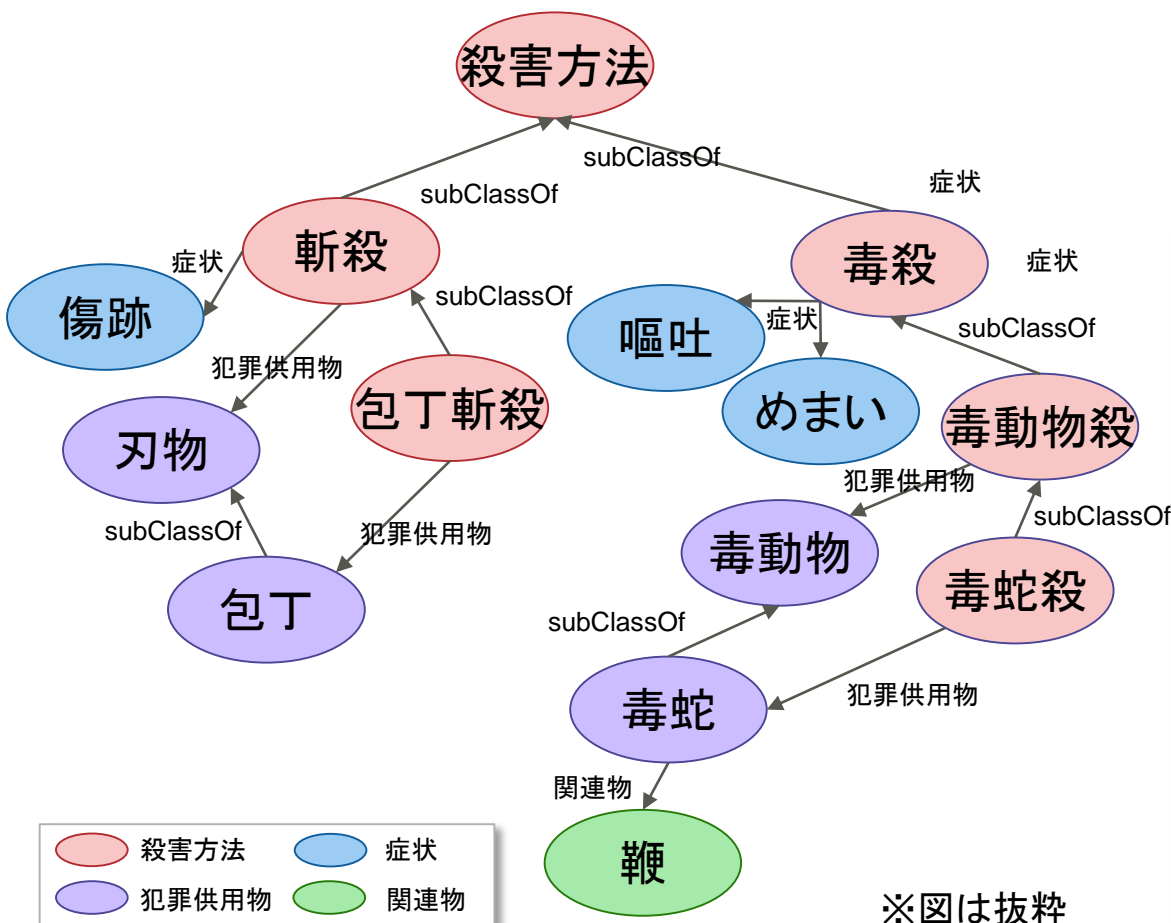 殺害方法
subClassOf
症状
subClassOf
斬殺
毒殺
症状
症状
傷跡
subClassOf
嘔吐
症状
subClassOf
犯罪供用物
包丁斬殺
めまい
毒動物殺
刃物
犯罪供用物
subClassOf
犯罪供用物
毒動物
subClassOf
包丁
毒蛇殺
subClassOf
毒蛇
犯罪供用物
関連物
鞭
殺害方法
症状
犯罪供用物
関連物
※図は抜粋